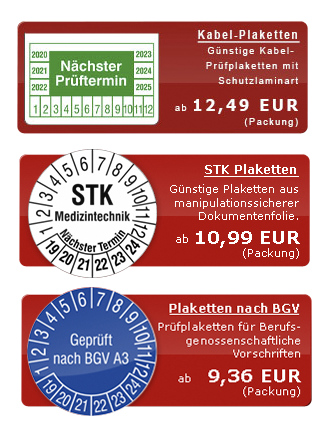 Kabel-Plaketten
Günstige Kabel-
Prüfplaketten mit
Schutzlaminart
ab 12,49 EUR
(Packung)
2020 2023
2021 Nächster 2024
2022 Prüftermin 2025
1 2 3 4 5 6 7 8 9 10 11 12
STK Plaketten
Günstige Plaketten aus
manipulationssicherer
Dokumentenfolie.
ab 10,99 EUR
(Packung)
1 2 3 4 5 6 7 8 9 10 11 12
STK
Medizintechnik
Nächster Termin
19 20 21 22 23 24
Plaketten nach BGV
Prüfplaketten für Berufs-
genossenschaftliche
Vorschriften
ab 9,36 EUR
(Packung)
1 2 3 4 5 6 7 8 9 10 11 12
Geprüft
nach BGV A3
19 20 21 22 23 24